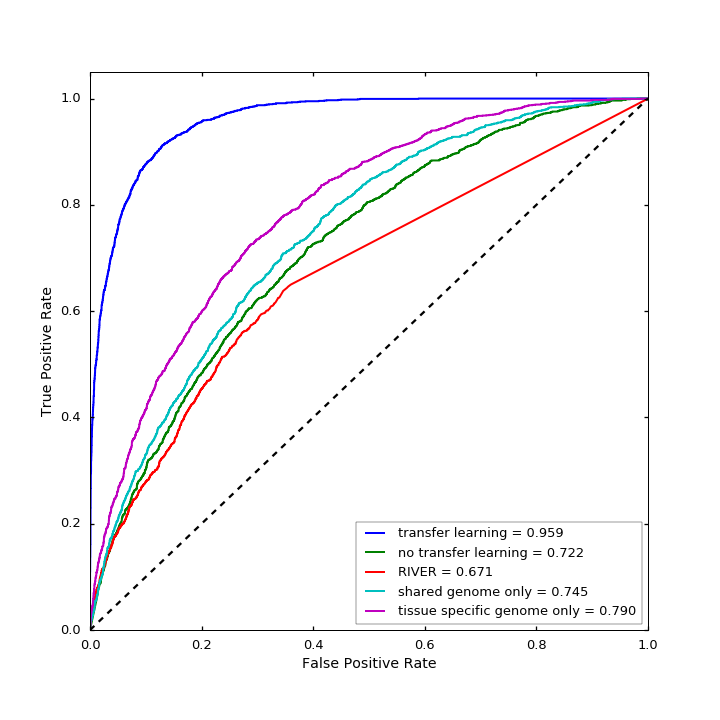 1.0
0.8
0.6
0.4
0.2
0.0
True Positive Rate
transfer learning = 0.959
no transfer learning = 0.722
RIVER = 0.671
shared genome only = 0.745
tissue specific genome only = 0.790
0.0 0.2 0.4 0.6 0.8 1.0
False Positive Rate